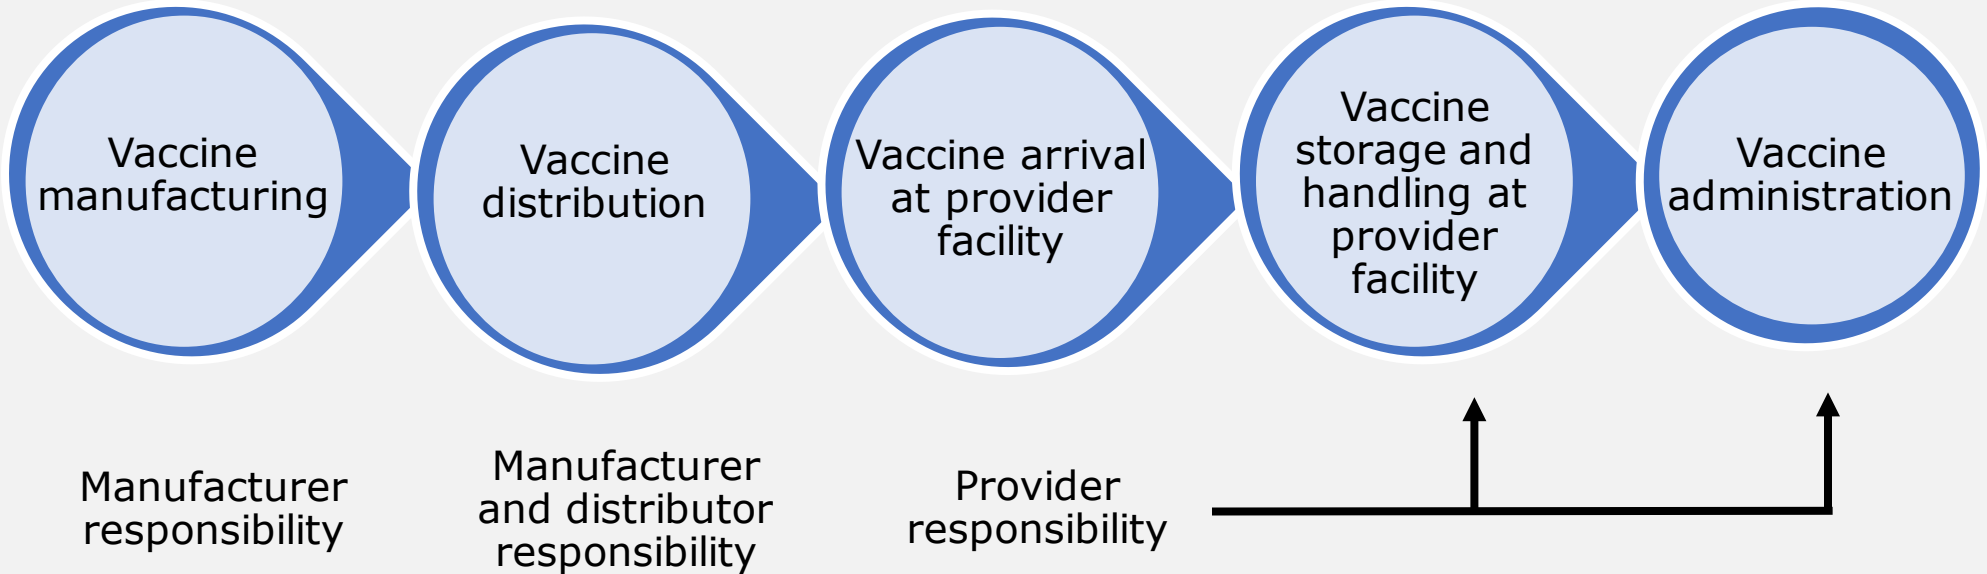 Vaccine
manufacturing
Vaccine
distribution
Vaccine arrival
at provider
facility
Vaccine
storage and
handling at
provider
facility
Vaccine
administration
Manufacturer
responsibility
Manufacturer
and distributor
responsibility
Provider
responsibility